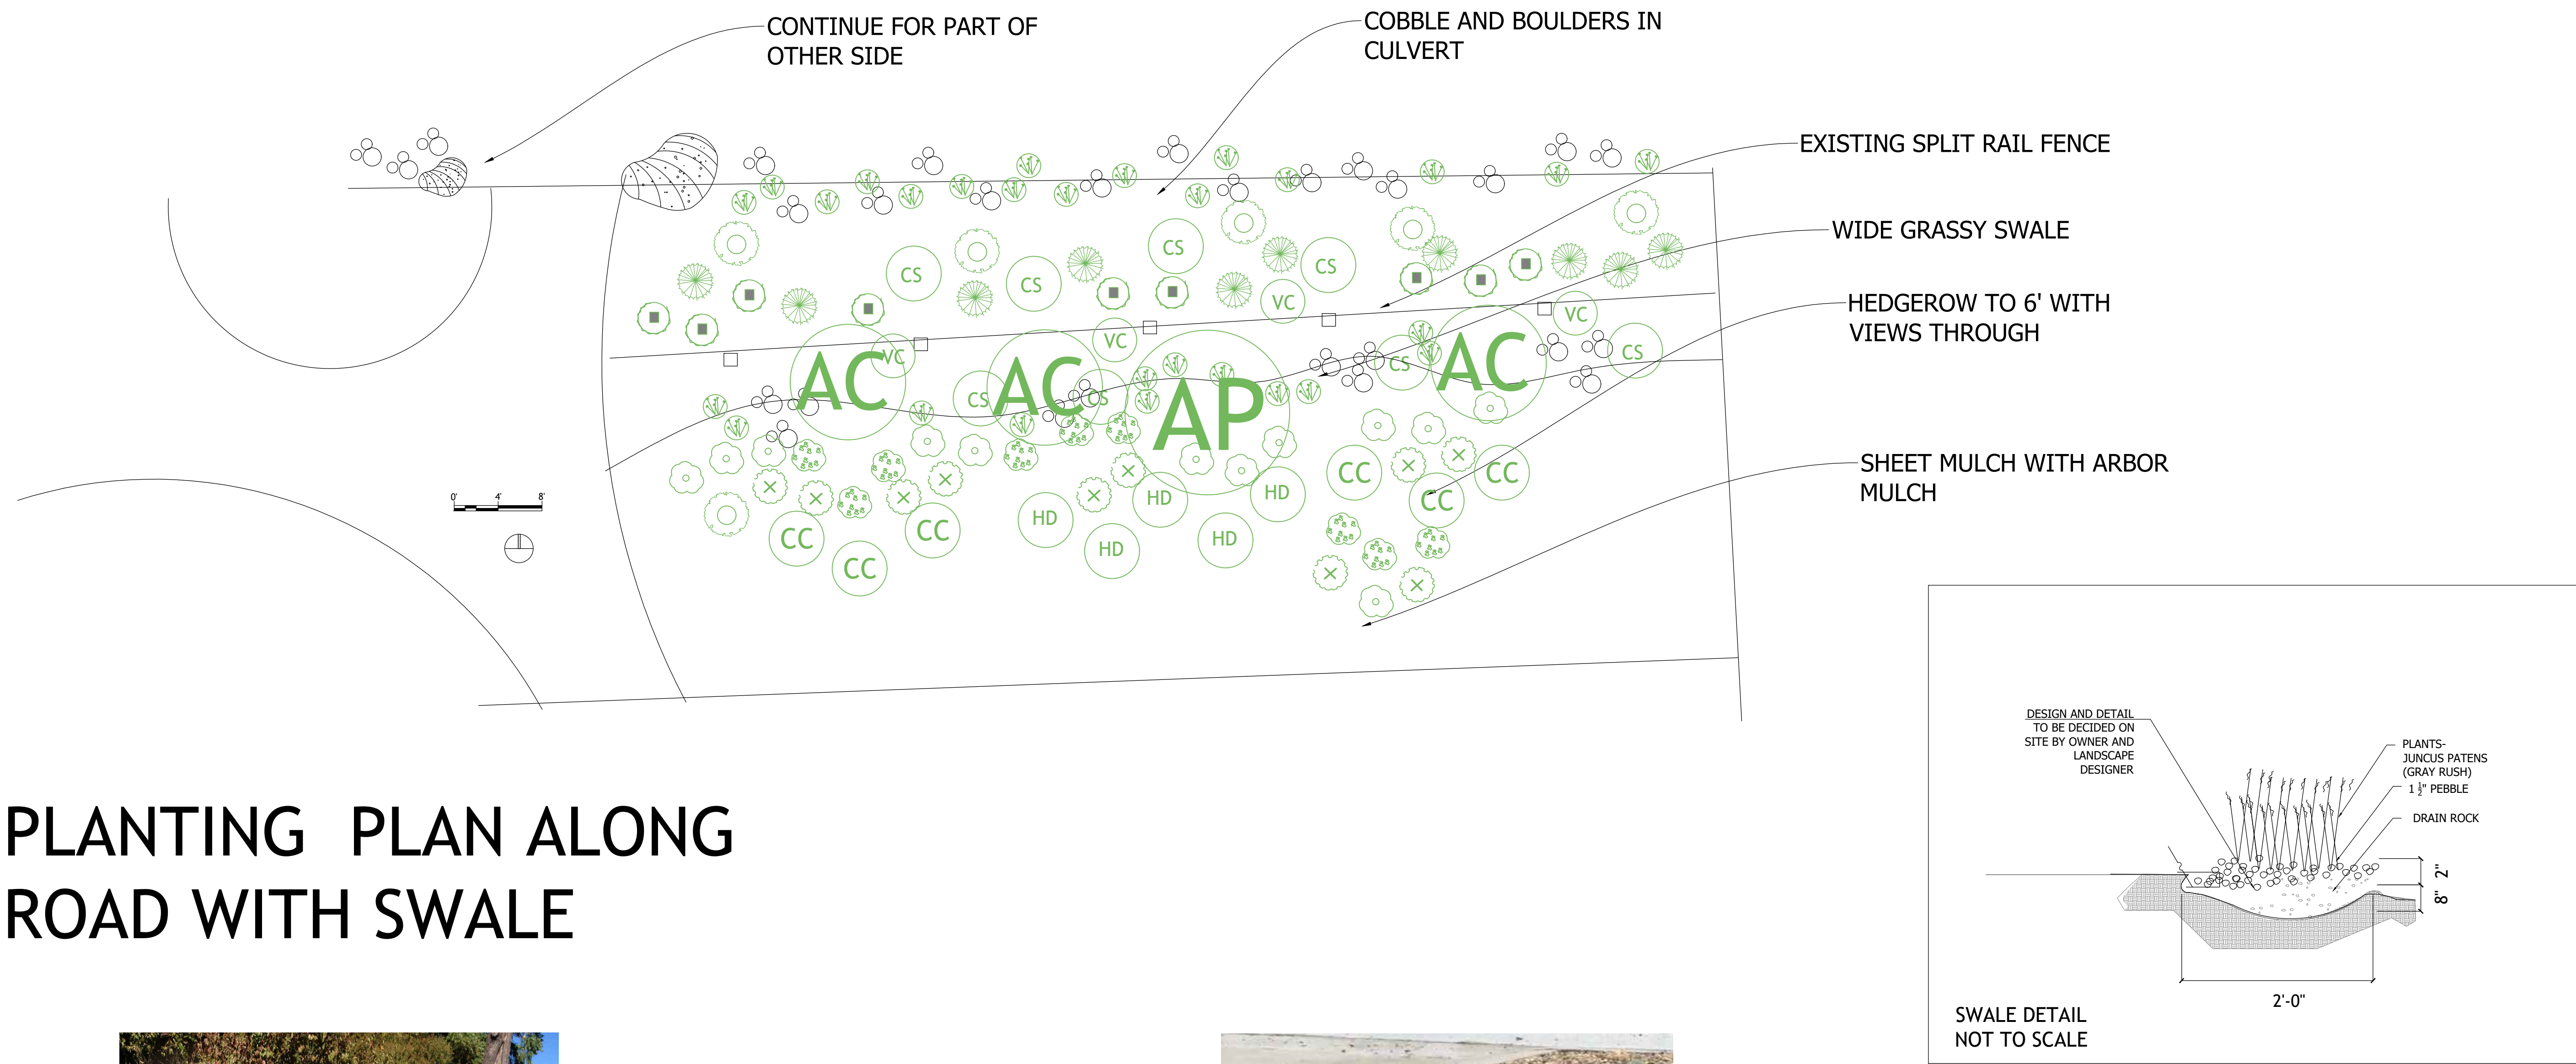 CONTINUE FOR PART OF
OTHER SIDE
COBBLE AND BOULDERS IN
CULVERT
EXISTING SPLIT RAIL FENCE
WIDE GRASSY SWALE
HEDGEROW TO 6' WITH
VIEWS THROUGH
SHEET MULCH WITH ARBOR
MULCH
CS
CS
CS
CS
VC
VC
VC
VC
AC
AC
AP
AC
CS
CS
CS
CS
CC
CC
CC
HD
HD
HD
HD
HD
CC
CC
CC
0' 4' 8'
PLANTING PLAN ALONG
ROAD WITH SWALE
DESIGN AND DETAIL
TO BE DECIDED ON
SITE BY OWNER AND
LANDSCAPE
DESIGNER
PLANTS-
JUNCUS PATENS
(GRAY RUSH)
1 1/2" PEBBLE
DRAIN ROCK
2"
8"
2'-0"
SWALE DETAIL
NOT TO SCALE